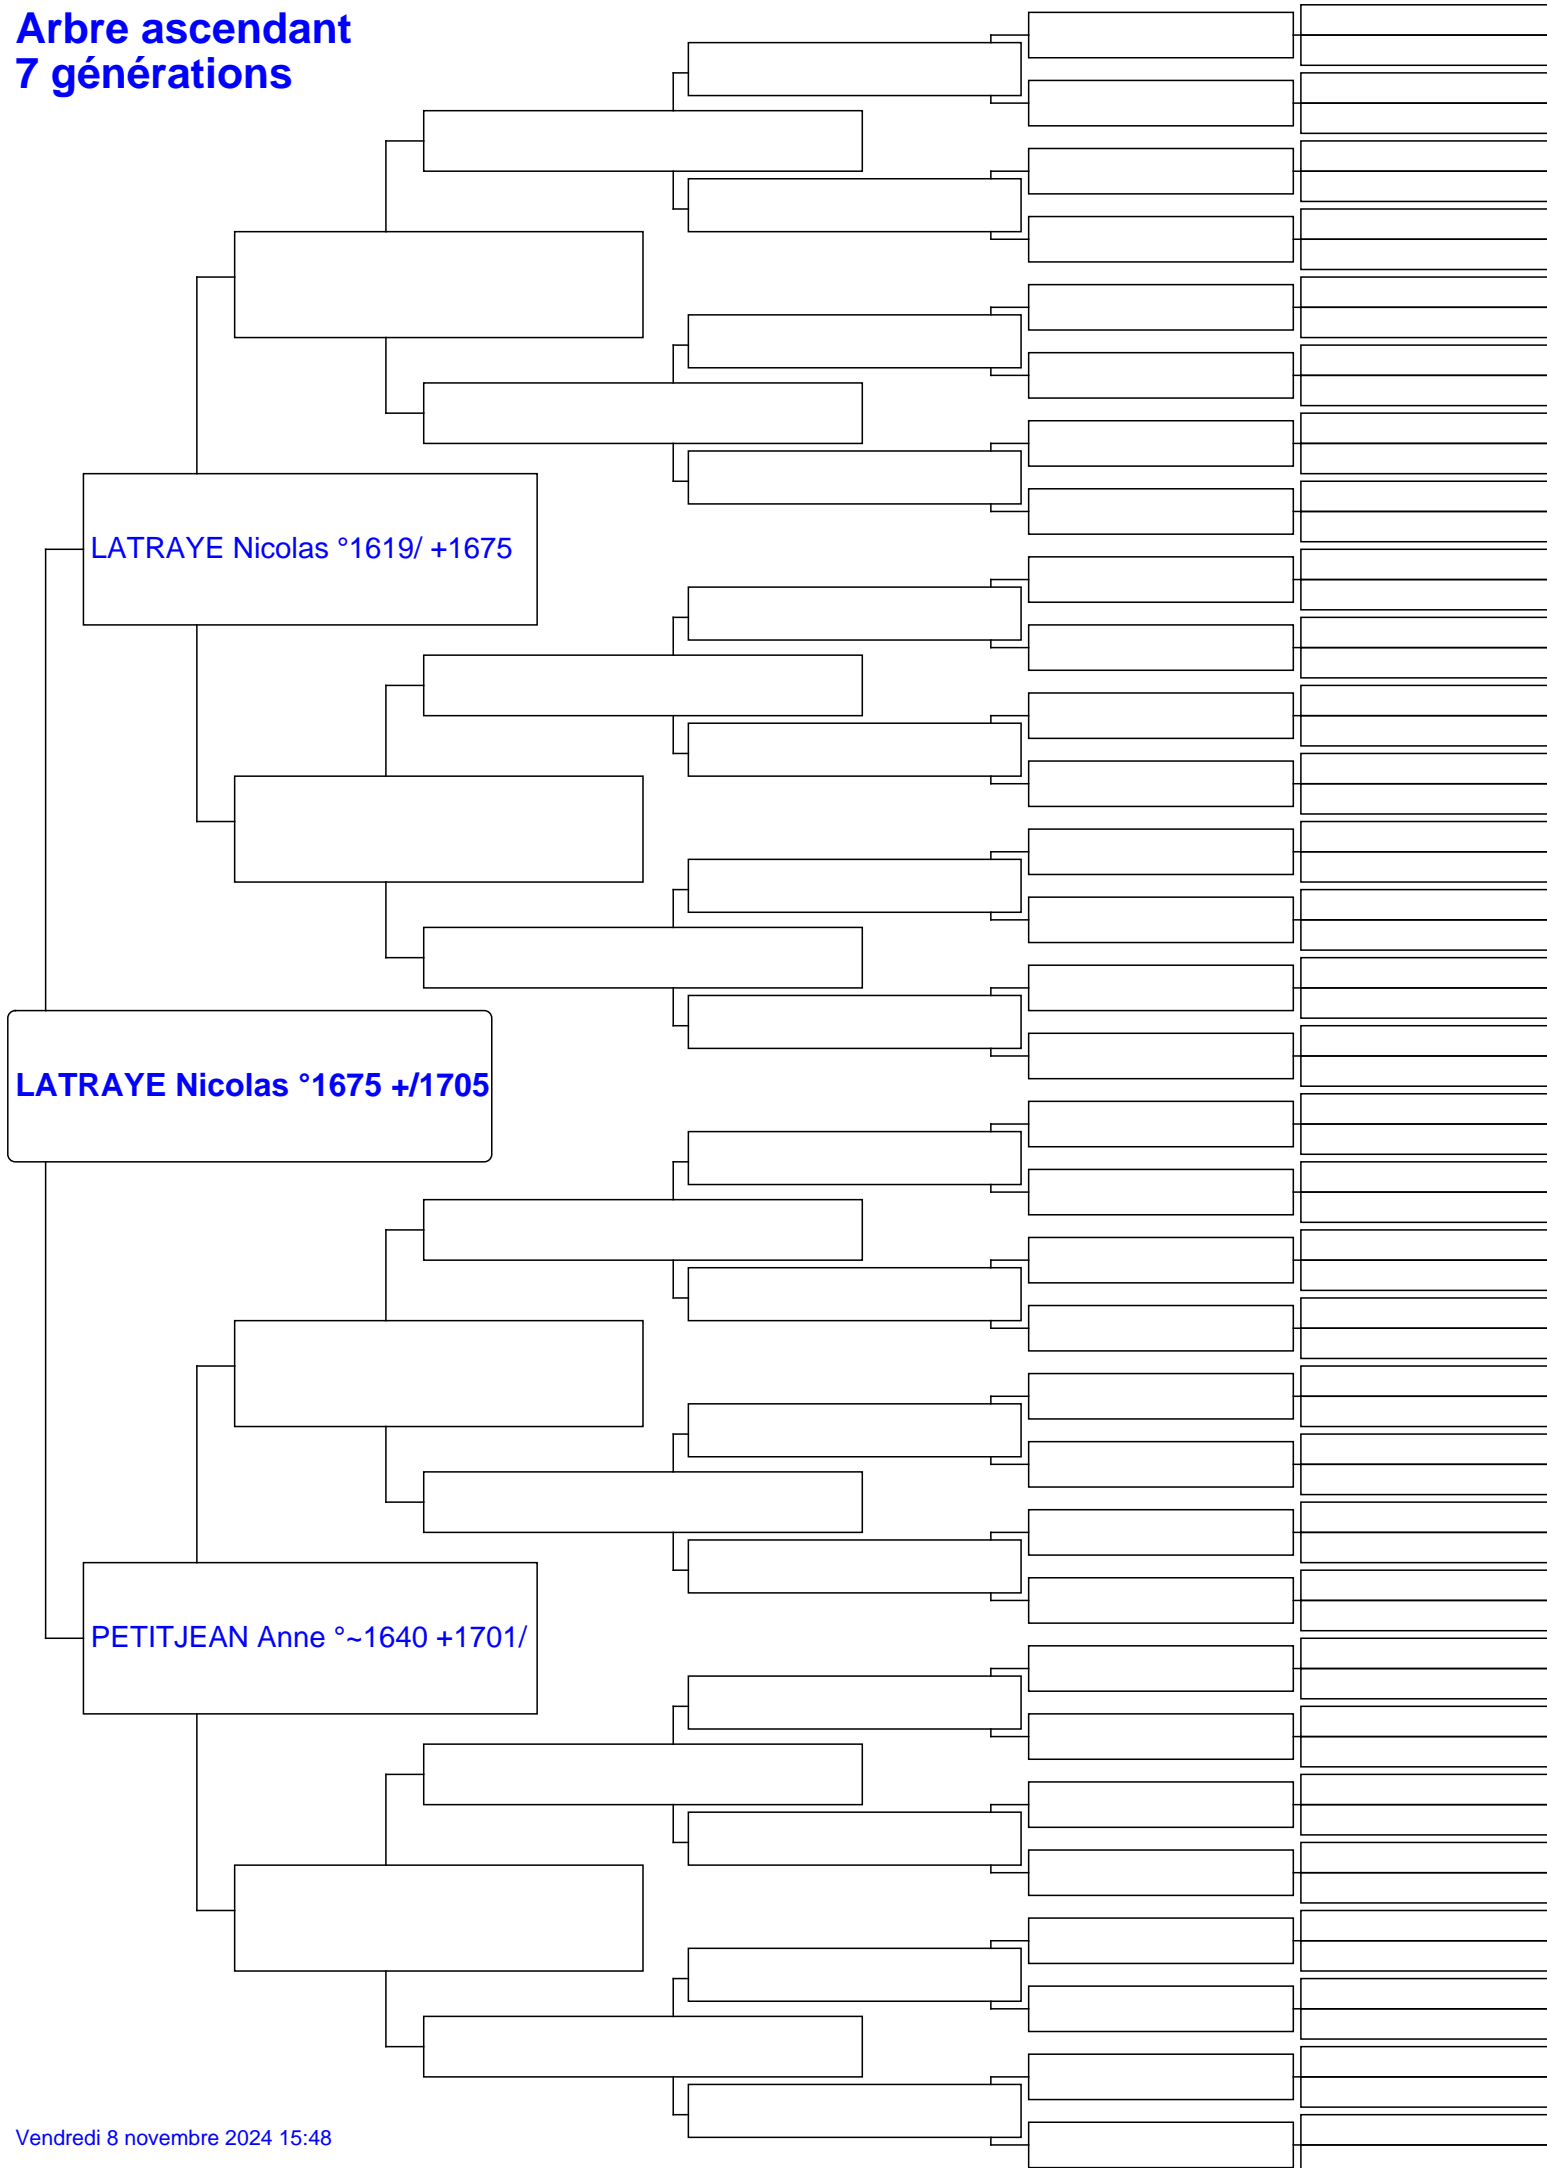 Arbre ascendant
7 générations
LATRAYE Nicolas °1619/ +1675
LATRAYE Nicolas °1675 +/1705
PETITJEAN Anne °~1640 +1701/
Vendredi 8 novembre 2024 15:48